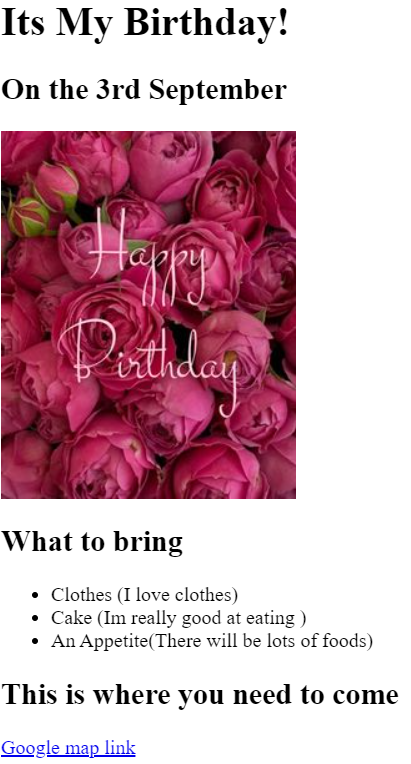 Its My Birthday!
On the 3rd September
Happy
Birthday
What to bring
Clothes (I love clothes)
Cake (Im really good at eating )
An Appetite(There will be lots of foods)
This is where you need to come
Google map link